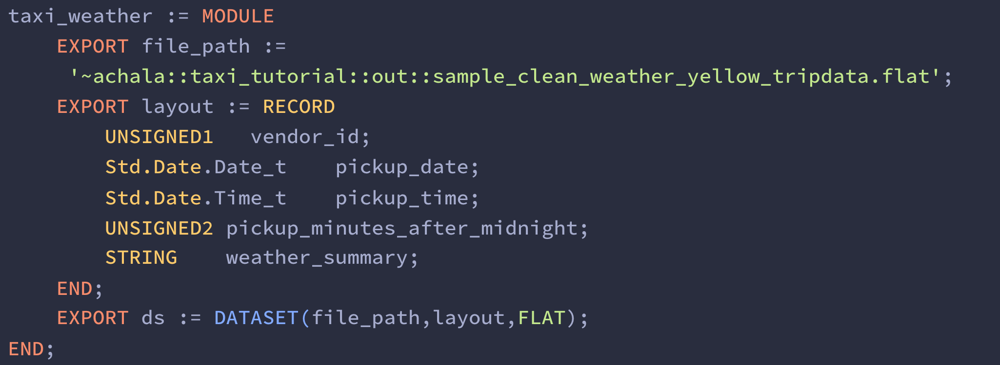 taxi_weather := MODULE
    EXPORT file_path :=
     '~achala::taxi_tutorial::out::sample_clean_weather_yellow_tripdata.flat';
    EXPORT layout := RECORD
        UNSIGNED1   vendor_id;
        Std.Date.Date_t    pickup_date;
        Std.Date.Time_t    pickup_time;
        UNSIGNED2 pickup_minutes_after_midnight;
        STRING    weather_summary;
    END;
    EXPORT ds := DATASET(file_path,layout,FLAT);
END;